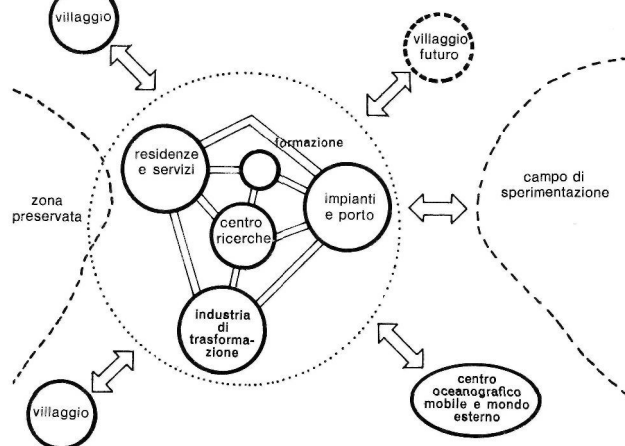 villaggio
villaggio
futuro
formazione
residenze
e servizi
zona
preservata
centro
ricerche
impianti
e porto
campo di
sperimentazione
industria
di
trasforma-
zione
villaggio
centro
oceanografico
mobile e mondo
esterno